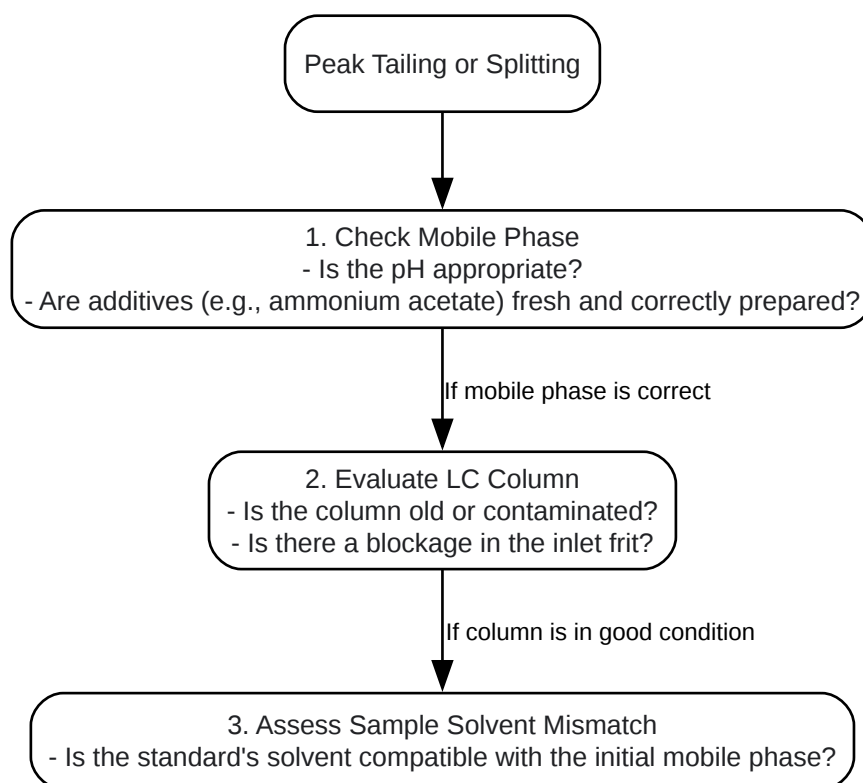 Peak Tailing or Splitting
1. Check Mobile Phase
- Is the pH appropriate?
- Are additives (e.g., ammonium acetate) fresh and correctly prepared?
If mobile phase is correct
2. Evaluate LC Column
- Is the column old or contaminated?
- Is there a blockage in the inlet frit?
If column is in good condition
3. Assess Sample Solvent Mismatch
- Is the standard's solvent compatible with the initial mobile phase?